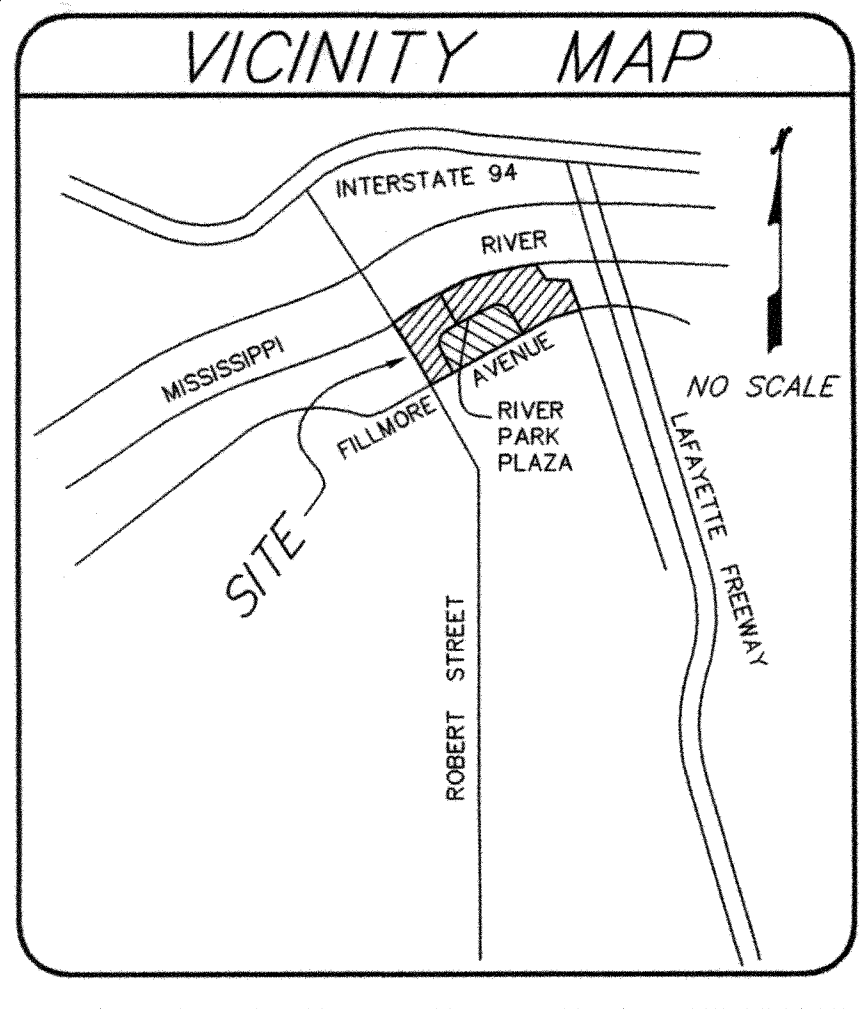 VICINITY MAP
INTERSTATE 94
RIVER
MISSISSIPPI
NO SCALE
AVENUE
FILLMORE
RIVER
PARK
PLAZA
LAFAYETTE FREEWAY
SITE
ROBERT STREET